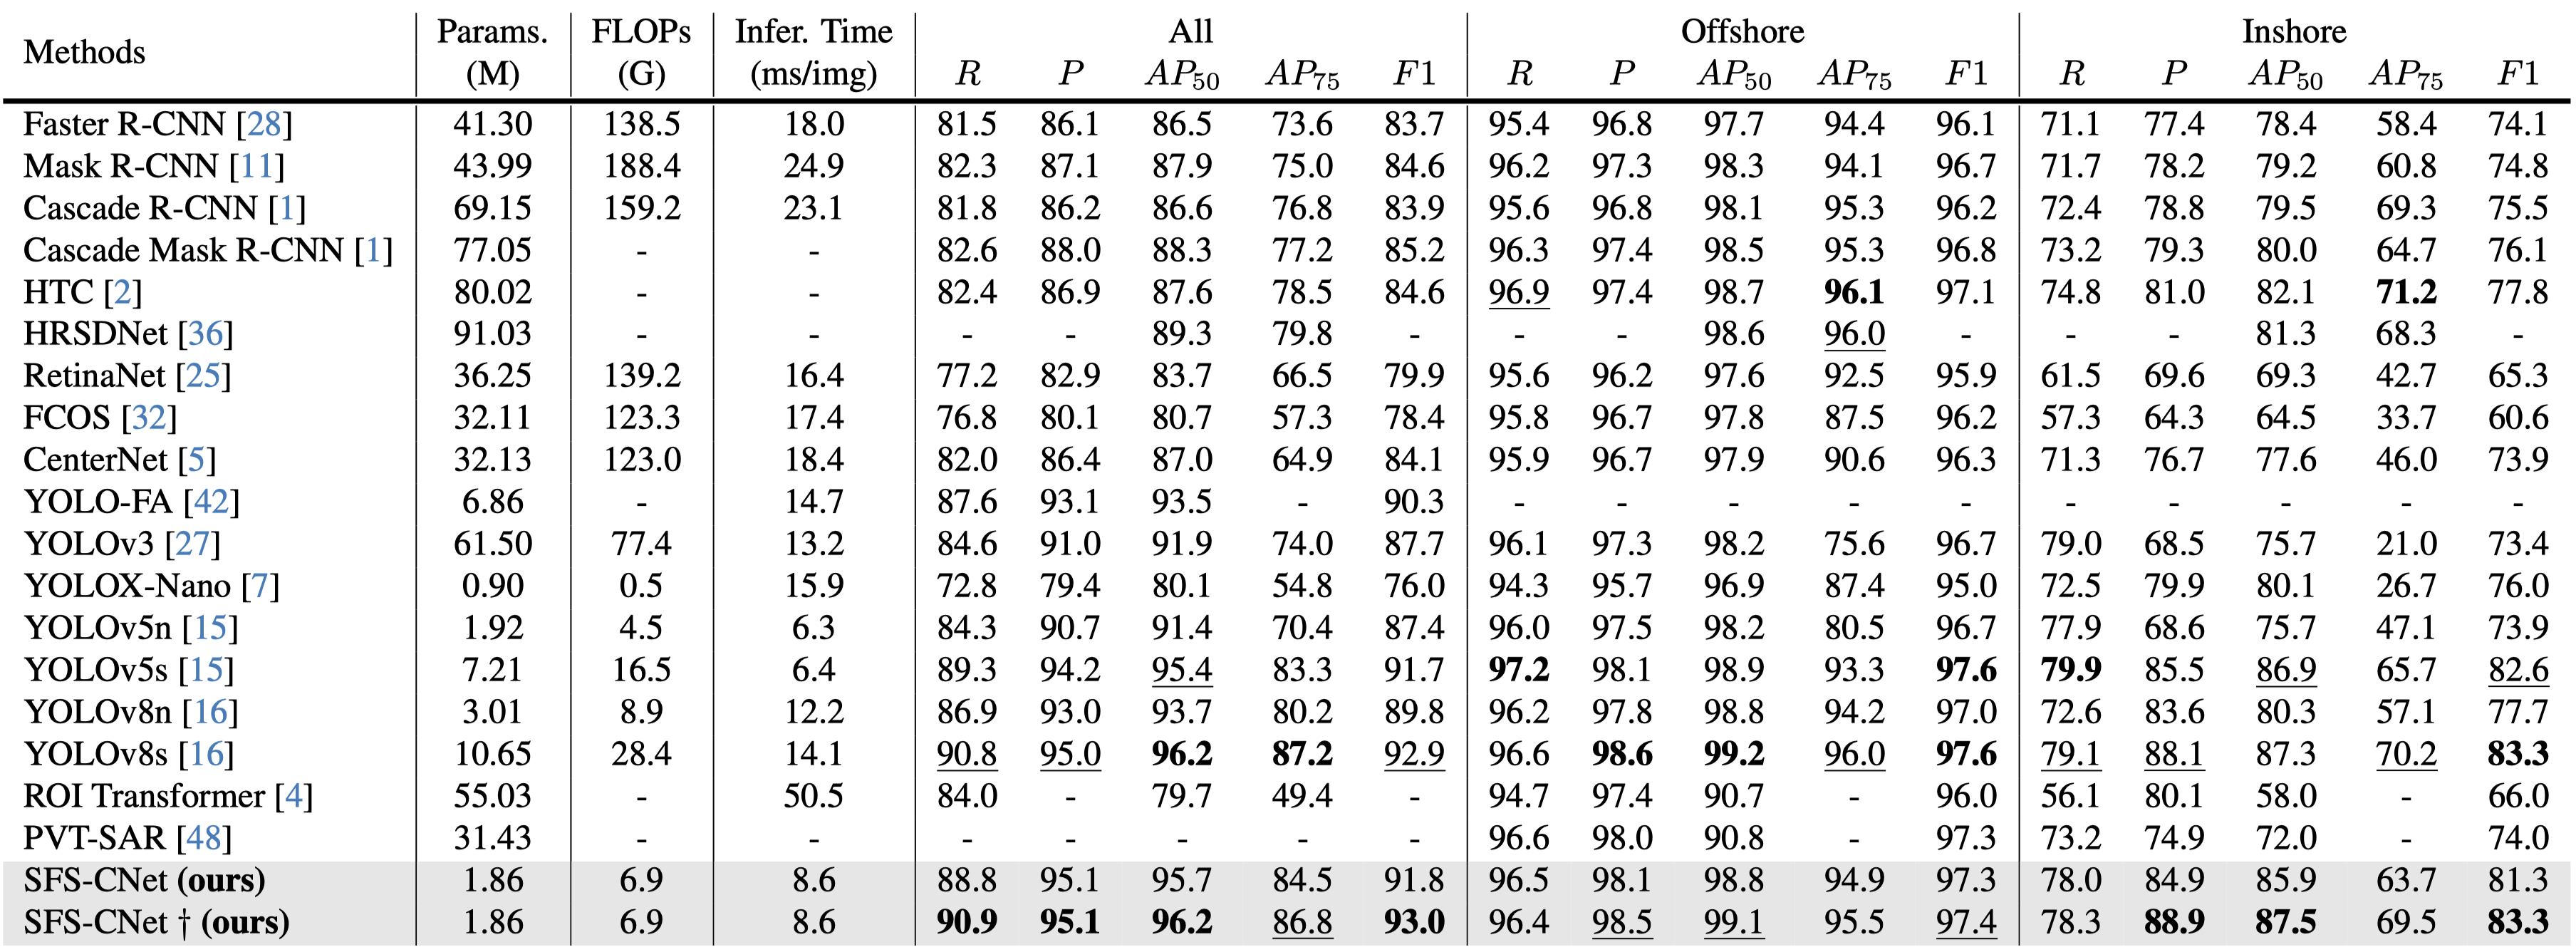 Methods Params. (M) FLOPs (G) Infer. Time (ms/img) All Offshore Inshore
R P AP50 AP75 F1 R P AP50 AP75 F1 R P AP50 AP75 F1
Faster R-CNN [28] 41.30 138.5 18.0 81.5 86.1 86.5 73.6 83.7 95.4 96.8 97.7 94.4 96.1 71.1 77.4 78.4 58.4 74.1
Mask R-CNN [11] 43.99 188.4 24.9 82.3 87.1 87.9 75.0 84.6 96.2 97.3 98.3 94.1 96.7 71.7 78.2 79.2 60.8 74.8
Cascade R-CNN [1] 69.15 159.2 23.1 81.8 86.2 86.6 76.8 83.9 95.6 96.8 98.1 95.3 96.2 72.4 78.8 79.5 69.3 75.5
Cascade Mask R-CNN [1] 77.05 - - 82.6 88.0 88.3 77.2 85.2 96.3 97.4 98.5 95.3 96.8 73.2 79.3 80.0 64.7 76.1
HTC [2] 80.02 - - 82.4 86.9 87.6 78.5 84.6 96.9 97.4 98.7 96.1 97.1 74.8 81.0 82.1 71.2 77.8
HRSDNet [36] 91.03 - - - - 89.3 79.8 - - - 98.6 96.0 - - - 81.3 68.3 -
RetinaNet [25] 36.25 139.2 16.4 77.2 82.9 83.7 66.5 79.9 95.6 96.2 97.6 92.5 95.9 61.5 69.6 69.3 42.7 65.3
FCOS [32] 32.11 123.3 17.4 76.8 80.1 80.7 57.3 78.4 95.8 96.7 97.8 87.5 96.2 57.3 64.3 64.5 33.7 60.6
CenterNet [5] 32.13 123.0 18.4 82.0 86.4 87.0 64.9 84.1 95.9 96.7 97.9 90.6 96.3 71.3 76.7 77.6 46.0 73.9
YOLO-FA [42] 6.86 - 14.7 87.6 93.1 93.5 - 90.3 - - - - - - - - - -
YOLOv3 [27] 61.50 77.4 13.2 84.6 91.0 91.9 74.0 87.7 96.1 97.3 98.2 75.6 96.7 79.0 68.5 75.7 21.0 73.4
YOLOX-Nano [7] 0.90 0.5 15.9 72.8 79.4 80.1 54.8 76.0 94.3 95.7 96.9 87.4 95.0 72.5 79.9 80.1 26.7 76.0
YOLOv5n [15] 1.92 4.5 6.3 84.3 90.7 91.4 70.4 87.4 96.0 97.5 98.2 80.5 96.7 77.9 68.6 75.7 47.1 73.9
YOLOv5s [15] 7.21 16.5 6.4 89.3 94.2 95.4 83.3 91.7 97.2 98.1 98.9 93.3 97.6 79.9 85.5 86.9 65.7 82.6
YOLOv8n [16] 3.01 8.9 12.2 86.9 93.0 93.7 80.2 89.8 96.2 97.8 98.8 94.2 97.0 72.6 83.6 80.3 57.1 77.7
YOLOv8s [16] 10.65 28.4 14.1 90.8 95.0 96.2 87.2 92.9 96.6 98.6 99.2 96.0 97.6 79.1 88.1 87.3 70.2 83.3
ROI Transformer [4] 55.03 - 50.5 84.0 - 79.7 49.4 - 94.7 97.4 90.7 - 96.0 56.1 80.1 58.0 - 66.0
PVT-SAR [48] 31.43 - - - - - - - 96.6 98.0 90.8 - 97.3 73.2 74.9 72.0 - 74.0
SFS-CNet (ours) 1.86 6.9 8.6 88.8 95.1 95.7 84.5 91.8 96.5 98.1 98.8 94.9 97.3 78.0 84.9 85.9 63.7 81.3
SFS-CNet † (ours) 1.86 6.9 8.6 90.9 95.1 96.2 86.8 93.0 96.4 98.5 99.1 95.5 97.4 78.3 88.9 87.5 69.5 83.3